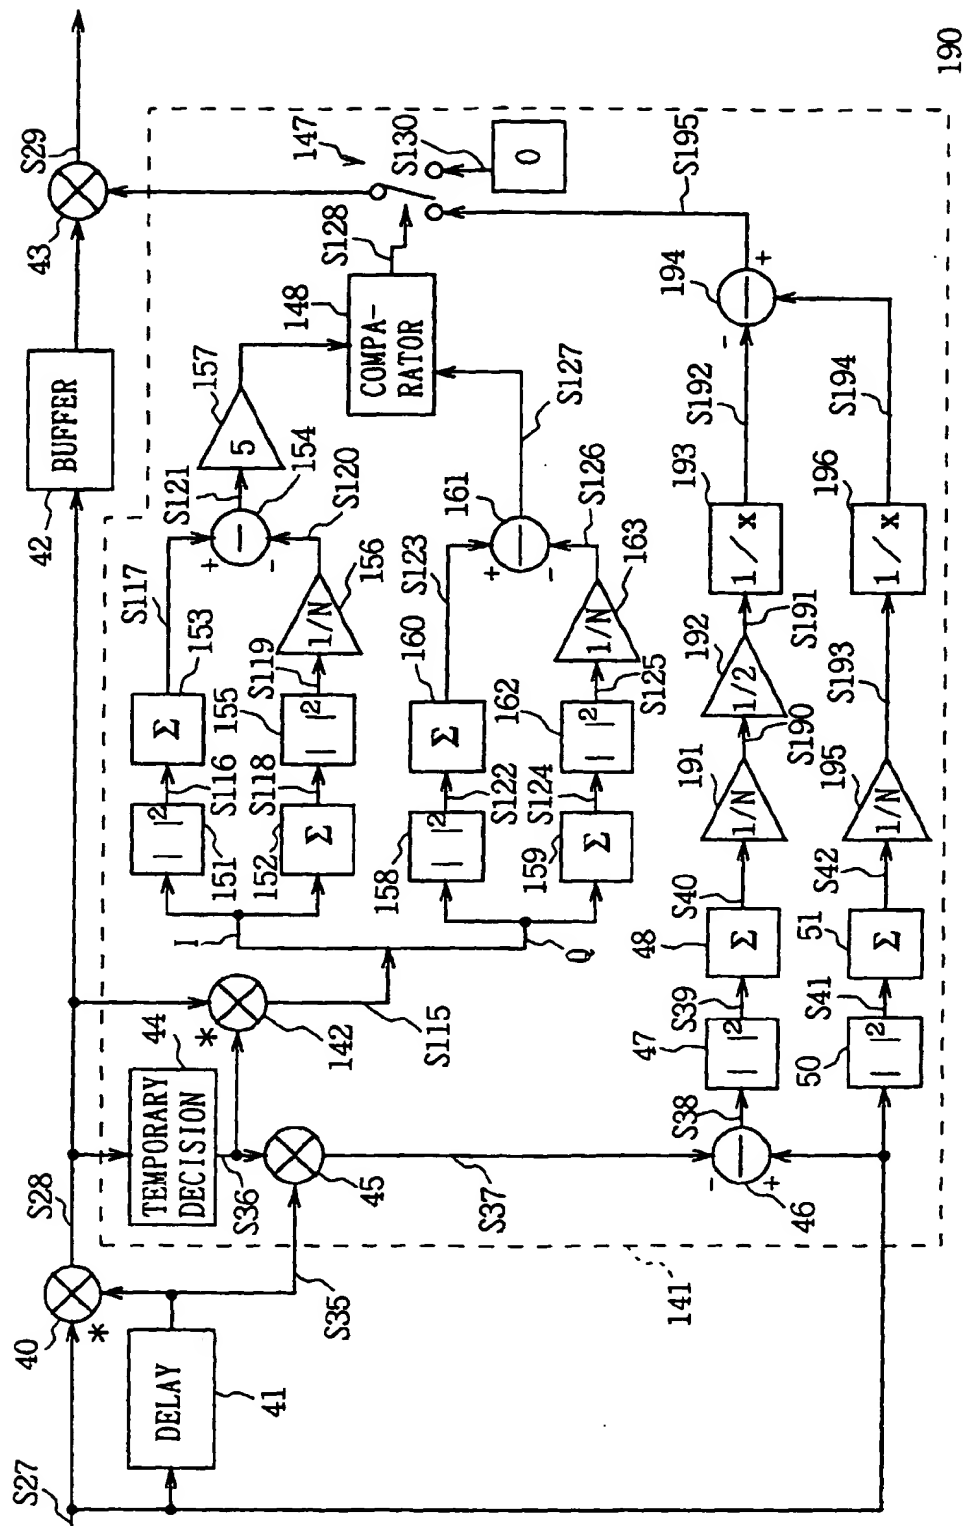 190
S27
40
*
S28
42
BUFFER
43
S29
DELAY
41
S35
TEMPORARY
DECISION
44
S36
45
S37
*
142
S115
I
Q
| |²
151
S116
Σ
153
S117
Σ
152
S118
| |²
155
S119
1/N
156
S120
+
-
−
154
S121
5
157
COMPA-
RATOR
148
S128
147
S130
0
| |²
158
S122
Σ
160
S123
Σ
159
S124
| |²
162
S125
1/N
163
S126
+
-
−
161
S127
-
+
−
46
S38
| |²
47
S39
Σ
48
S40
1/N
191
S190
1/2
192
S191
1/x
193
S192
| |²
50
S41
Σ
51
S42
1/N
195
S193
1/x
196
S194
-
+
−
194
S195
141